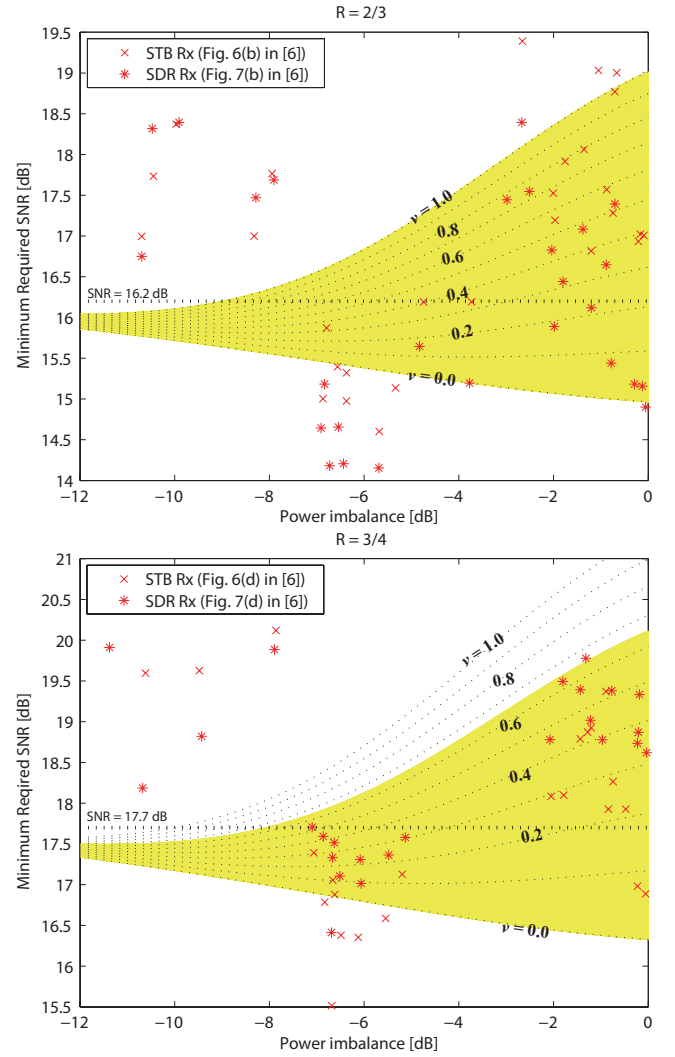 R = 2/3
STB Rx (Fig. 6(b) in [6])
SDR Rx (Fig. 7(b) in [6])
Minimum Required SNR [dB]
19.5
19
18.5
18
17.5
17
16.5
16
15.5
15
14.5
14
SNR = 16.2 dB
ν = 1.0
0.8
0.6
0.4
0.2
ν = 0.0
−12 −10 −8 −6 −4 −2 0
Power imbalance [dB]
R = 3/4
STB Rx (Fig. 6(d) in [6])
SDR Rx (Fig. 7(d) in [6])
Minimum Reqired SNR [dB]
21
20.5
20
19.5
19
18.5
18
17.5
17
16.5
16
15.5
SNR = 17.7 dB
ν = 1.0
0.8
0.6
0.4
0.2
ν = 0.0
−12 −10 −8 −6 −4 −2 0
Power imbalance [dB]